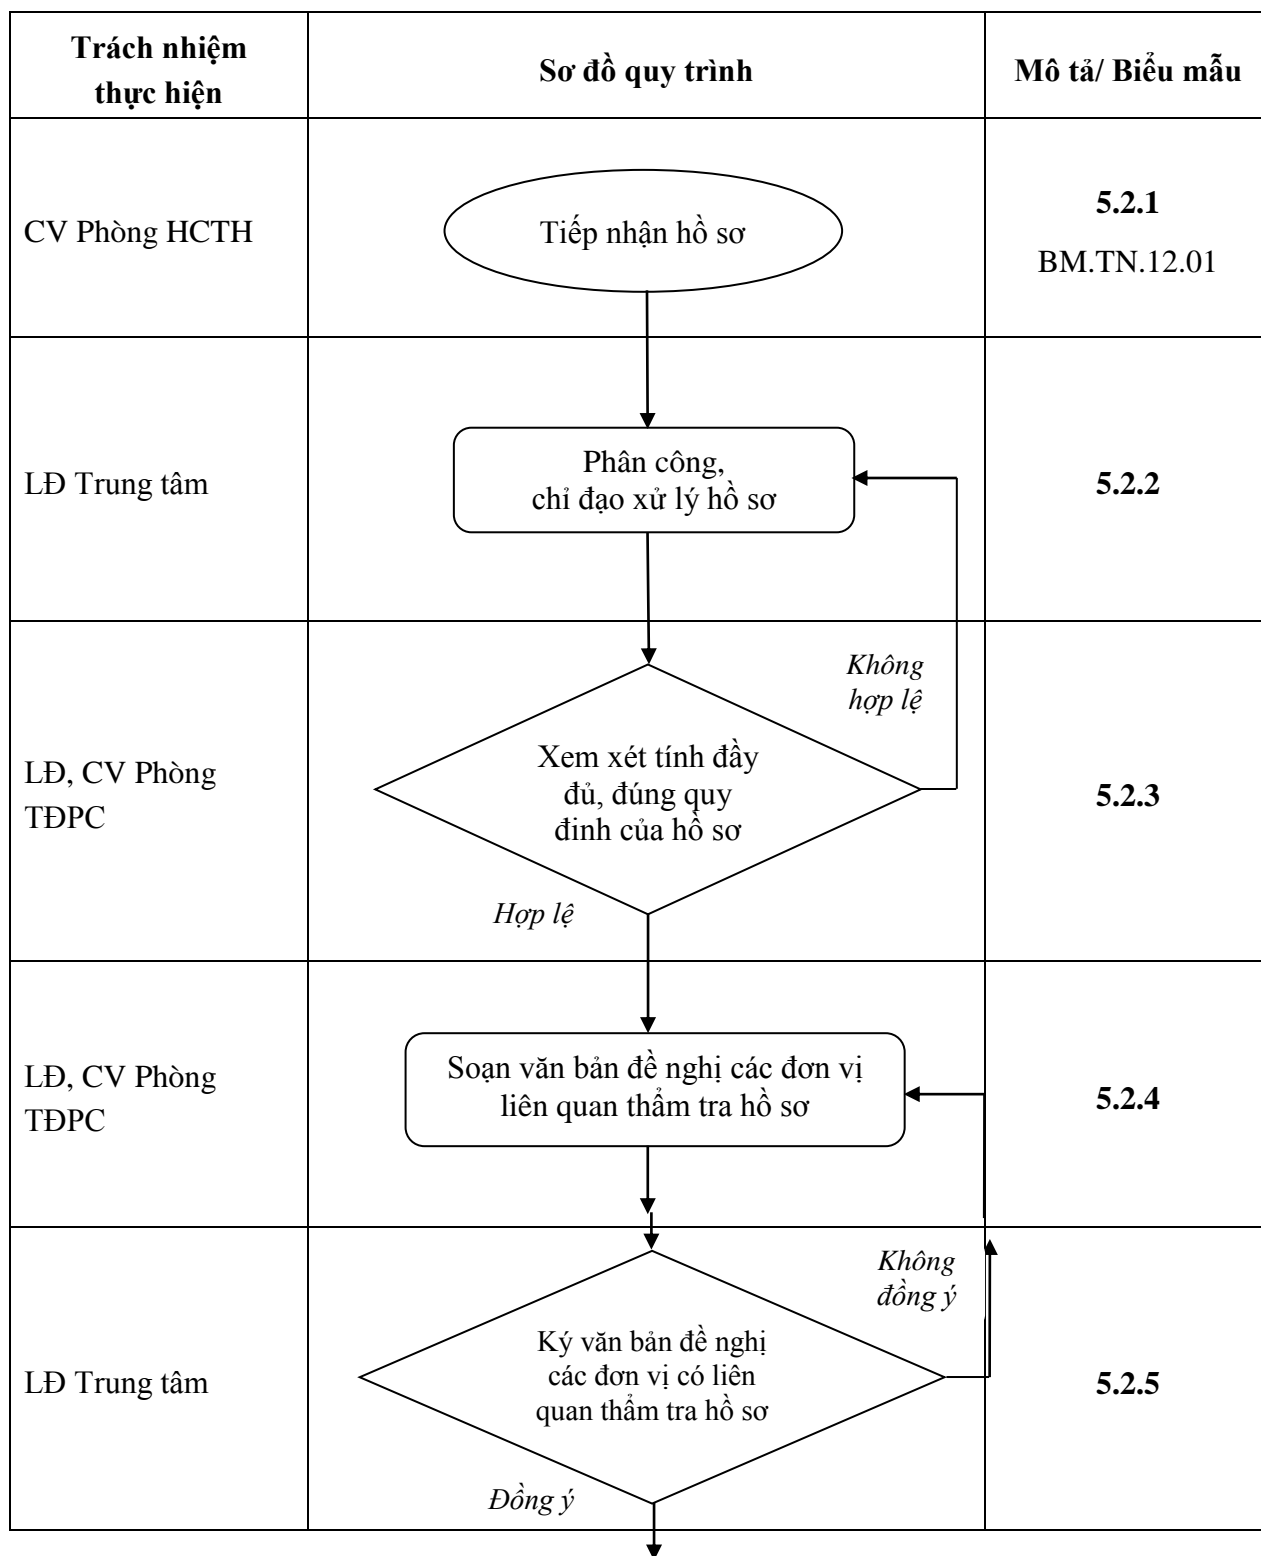 Trách nhiệm
thực hiện
Sơ đồ quy trình
Mô tả/ Biểu mẫu
CV Phòng HCTH
Tiếp nhận hồ sơ
5.2.1
BM.TN.12.01
LĐ Trung tâm
Phân công,
chỉ đạo xử lý hồ sơ
5.2.2
Không
hợp lệ
LĐ, CV Phòng
TĐPC
Xem xét tính đầy
đủ, đúng quy
đinh của hồ sơ
5.2.3
Hợp lệ
LĐ, CV Phòng
TĐPC
Soạn văn bản đề nghị các đơn vị
liên quan thẩm tra hồ sơ
5.2.4
Không
đồng ý
LĐ Trung tâm
Ký văn bản đề nghị
các đơn vị có liên
quan thẩm tra hồ sơ
5.2.5
Đồng ý